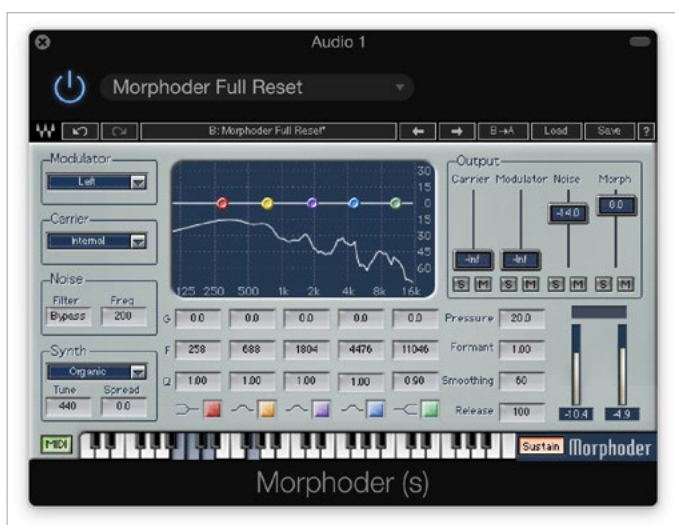 Audio 1
Morphoder Full Reset
B: Morphoder Full Reset*
B→A
Load
Save
?
Modulator
Left
Carrier
Internal
Noise
Filter Freq
Bypass 200
Synth
Organic
Tune Spread
440 0.0
30
15
0
15
30
45
60
125 250 500 1k 2k 4k 8k 16k
G 0.0 0.0 0.0 0.0 0.0
F 258 688 1804 4476 11046
Q 1.00 1.00 1.00 1.00 0.90
Output
Carrier Modulator Noise Morph
-Inf -Inf -14.0 0.0
S M S M S M S M
Pressure 20.0
Formant 1.00
Smoothing 60
Release 100
-10.4 -4.9
MIDI
Sustain
Morphoder
Morphoder (s)